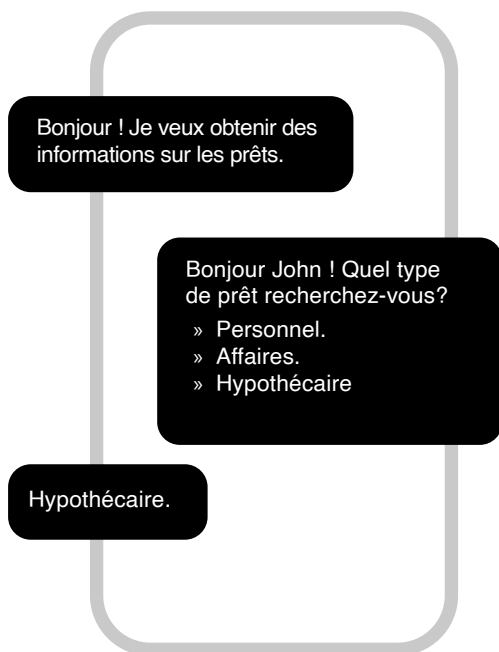 Bonjour ! Je veux obtenir des
informations sur les prêts.
Bonjour John ! Quel type
de prêt recherchez-vous?
» Personnel.
» Affaires.
» Hypothécaire
Hypothécaire.